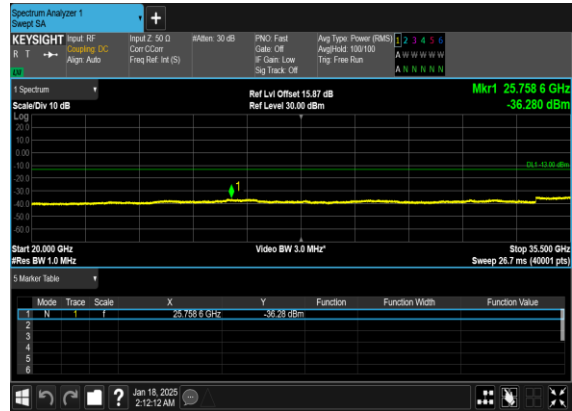 Spectrum Analyzer 1
Swept SA
KEYSIGHT Input: RF Input Z: 50 Ω #Atten: 30 dB PNO: Fast Avg Type: Power (RMS) 1 2 3 4 5 6
R T Coupling: DC Corr CCorr Gate: Off Avg|Hold: 100/100 A W W W W W
Align: Auto Freq Ref: Int (S) IF Gain: Low Trig: Free Run
Sig Track: Off A N N N N N
1 Spectrum Ref Lvl Offset 15.87 dB Mkr1 25.758 6 GHz
Scale/Div 10 dB Ref Level 30.00 dBm -36.280 dBm
Log
20.0
10.0
0.00
-10.0
DL1 -13.00 dBm
-20.0
-30.0
1
-40.0
-50.0
-60.0
Start 20.000 GHz Video BW 3.0 MHz* Stop 35.500 GHz
#Res BW 1.0 MHz Sweep 26.7 ms (40001 pts)
5 Marker Table
Mode Trace Scale X Y Function Function Width Function Value
1 N 1 f 25.758 6 GHz -36.28 dBm
2
3
4
5
6
? Jan 18, 2025
2:12:12 AM